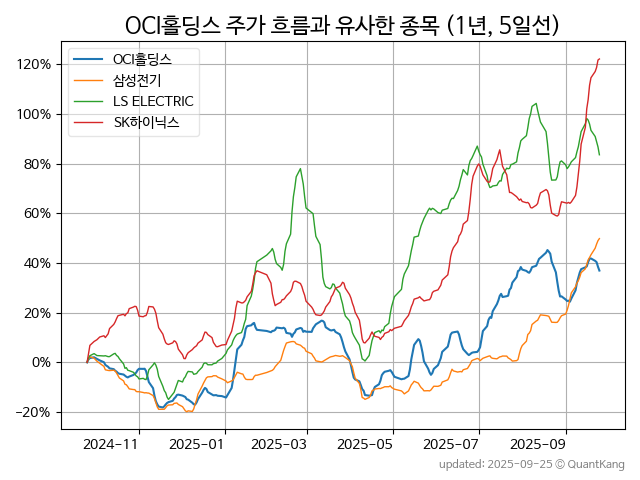 OCI홀딩스 주가 흐름과 유사한 종목 (1년, 5일선)
OCI홀딩스
삼성전기
LS ELECTRIC
SK하이닉스
120%
100%
80%
60%
40%
20%
0%
−20%
2024−11 2025−01 2025−03 2025−05 2025−07 2025−09
updated: 2025-09-25 © QuantKang